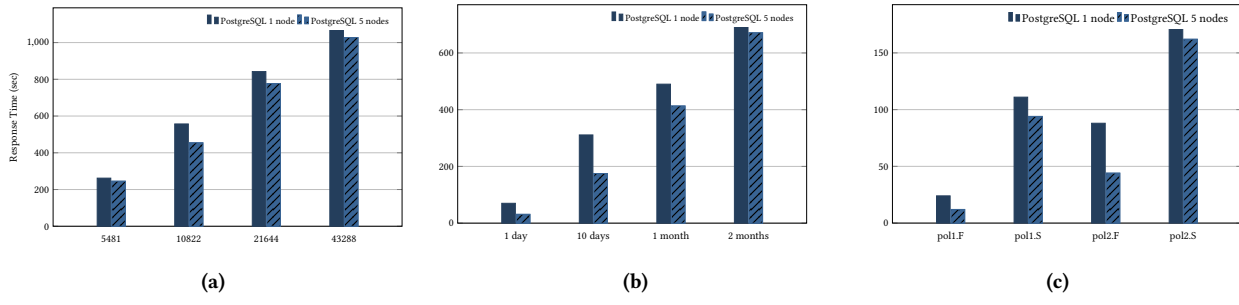 PostgreSQL 1 node PostgreSQL 5 nodes
Response Time (sec)
1,000
800
600
400
200
0
5481 10822 21644 43288
(a)
PostgreSQL 1 node PostgreSQL 5 nodes
600
400
200
0
1 day 10 days 1 month 2 months
(b)
PostgreSQL 1 node PostgreSQL 5 nodes
150
100
50
0
pol1.F pol1.S pol2.F pol2.S
(c)